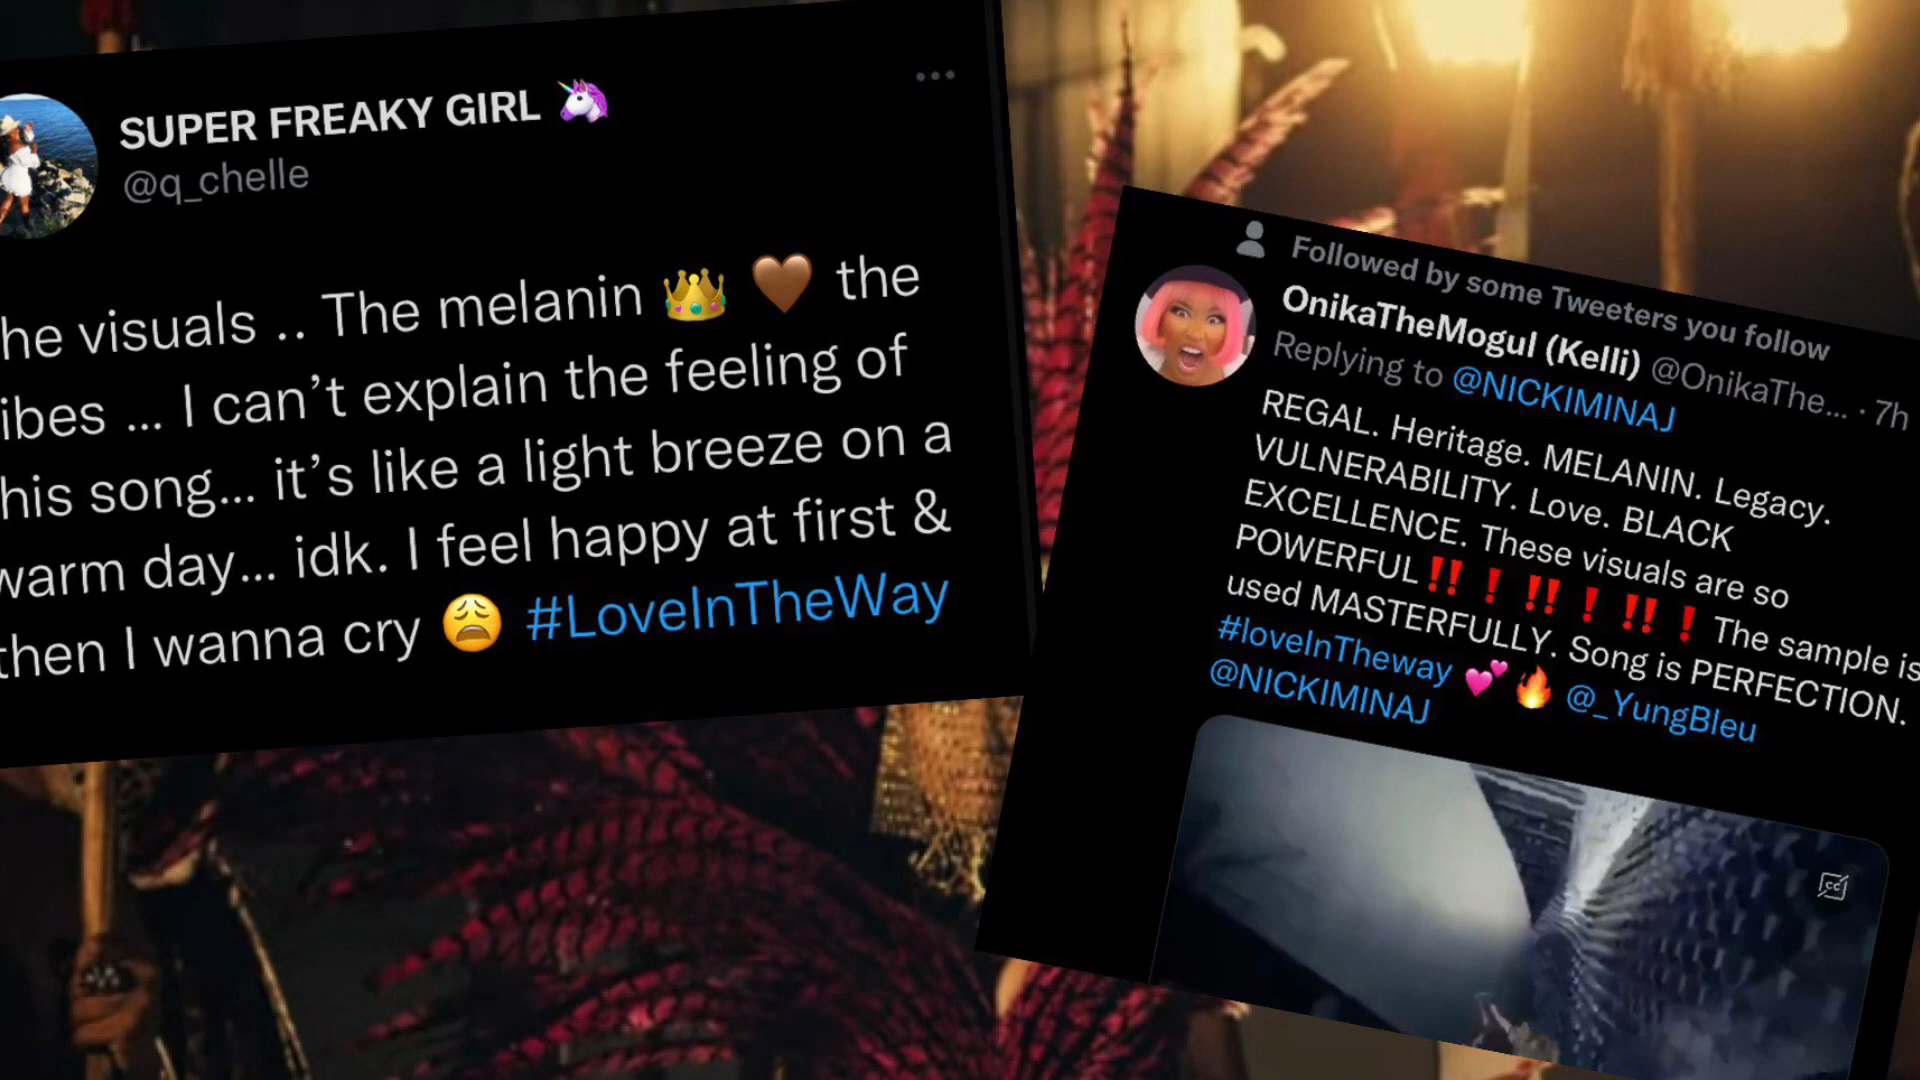 SUPER FREAKY GIRL 🦄
@q_chelle
he visuals .. The melanin 👑 🤎 the
ibes ... I can't explain the feeling of
his song... it's like a light breeze on a
warm day... idk. I feel happy at first &
then I wanna cry 😩 #LoveInTheWay
Followed by some Tweeters you follow
OnikaTheMogul (Kelli) @OnikaThe... · 7h
Replying to @NICKIMINAJ
REGAL. Heritage. MELANIN. Legacy.
VULNERABILITY. Love. BLACK
EXCELLENCE. These visuals are so
POWERFUL‼️❗‼️❗‼️❗The sample is
used MASTERFULLY. Song is PERFECTION.
#loveInTheway 💕🔥 @_YungBleu
@NICKIMINAJ
CC